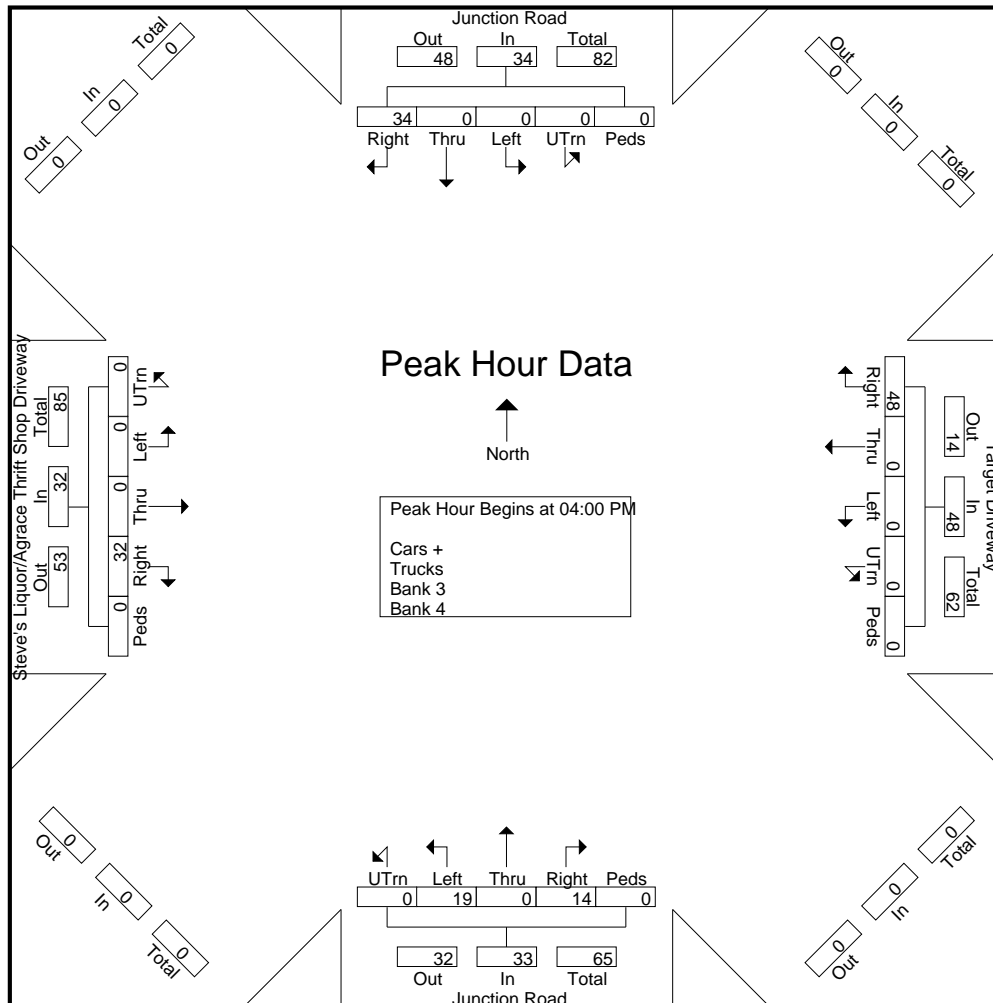 Junction Road
Out In Total
48 34 82
34 0 0 0 0
Right Thru Left UTrn Peds
Total 0
In 0
Out 0
Out 0
In 0
Total 0
Steve's Liquor/Agrace Thrift Shop Driveway
Total In Out
85 32 53
0 0 0 32 0
UTrn Left Thru Right Peds
Peak Hour Data
North
Peak Hour Begins at 04:00 PM
Cars +
Trucks
Bank 3
Bank 4
Right Thru Left UTrn Peds
48 0 0 0 0
Out In Total
14 48 62
Target Driveway
Out 0
In 0
Total 0
UTrn Left Thru Right Peds
0 19 0 14 0
32 33 65
Out In Total
Junction Road
Total 0
In 0
Out 0